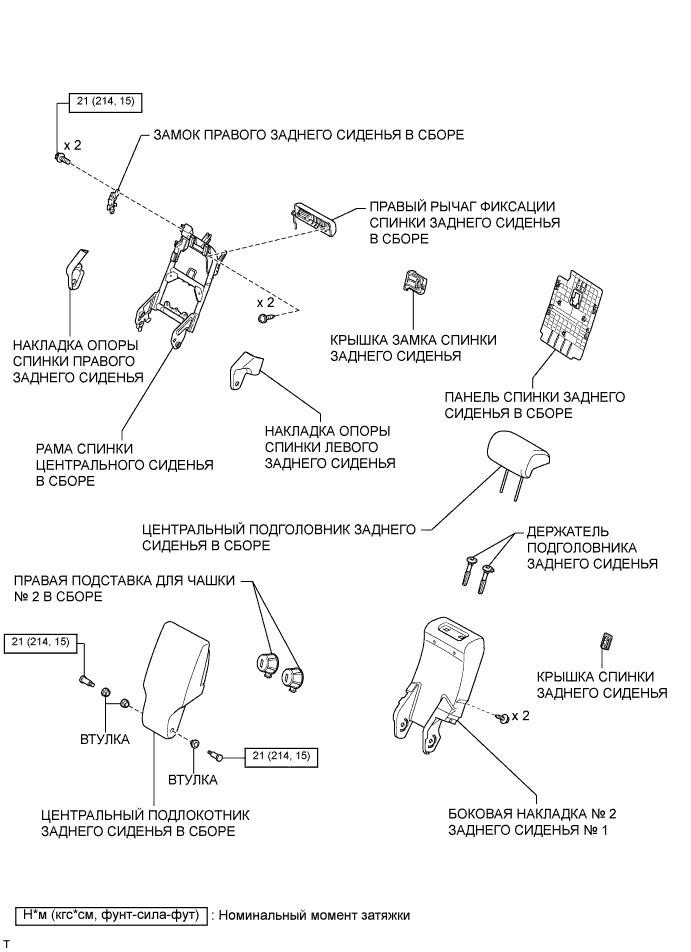 21 (214, 15)
x 2
ЗАМОК ПРАВОГО ЗАДНЕГО СИДЕНЬЯ В СБОРЕ
ПРАВЫЙ РЫЧАГ ФИКСАЦИИ
СПИНКИ ЗАДНЕГО СИДЕНЬЯ
В СБОРЕ
x 2
НАКЛАДКА ОПОРЫ
СПИНКИ ПРАВОГО
ЗАДНЕГО СИДЕНЬЯ
КРЫШКА ЗАМКА СПИНКИ
ЗАДНЕГО СИДЕНЬЯ
ПАНЕЛЬ СПИНКИ ЗАДНЕГО
СИДЕНЬЯ В СБОРЕ
РАМА СПИНКИ
ЦЕНТРАЛЬНОГО СИДЕНЬЯ
В СБОРЕ
НАКЛАДКА ОПОРЫ
СПИНКИ ЛЕВОГО
ЗАДНЕГО СИДЕНЬЯ
ЦЕНТРАЛЬНЫЙ ПОДГОЛОВНИК ЗАДНЕГО
СИДЕНЬЯ В СБОРЕ
ДЕРЖАТЕЛЬ
ПОДГОЛОВНИКА
ЗАДНЕГО СИДЕНЬЯ
ПРАВАЯ ПОДСТАВКА ДЛЯ ЧАШКИ
№ 2 В СБОРЕ
21 (214, 15)
КРЫШКА СПИНКИ
ЗАДНЕГО СИДЕНЬЯ
x 2
ВТУЛКА
21 (214, 15)
ВТУЛКА
ЦЕНТРАЛЬНЫЙ ПОДЛОКОТНИК
ЗАДНЕГО СИДЕНЬЯ В СБОРЕ
БОКОВАЯ НАКЛАДКА № 2
ЗАДНЕГО СИДЕНЬЯ № 1
Н*м (кгс*см, фунт-сила-фут) : Номинальный момент затяжки
T